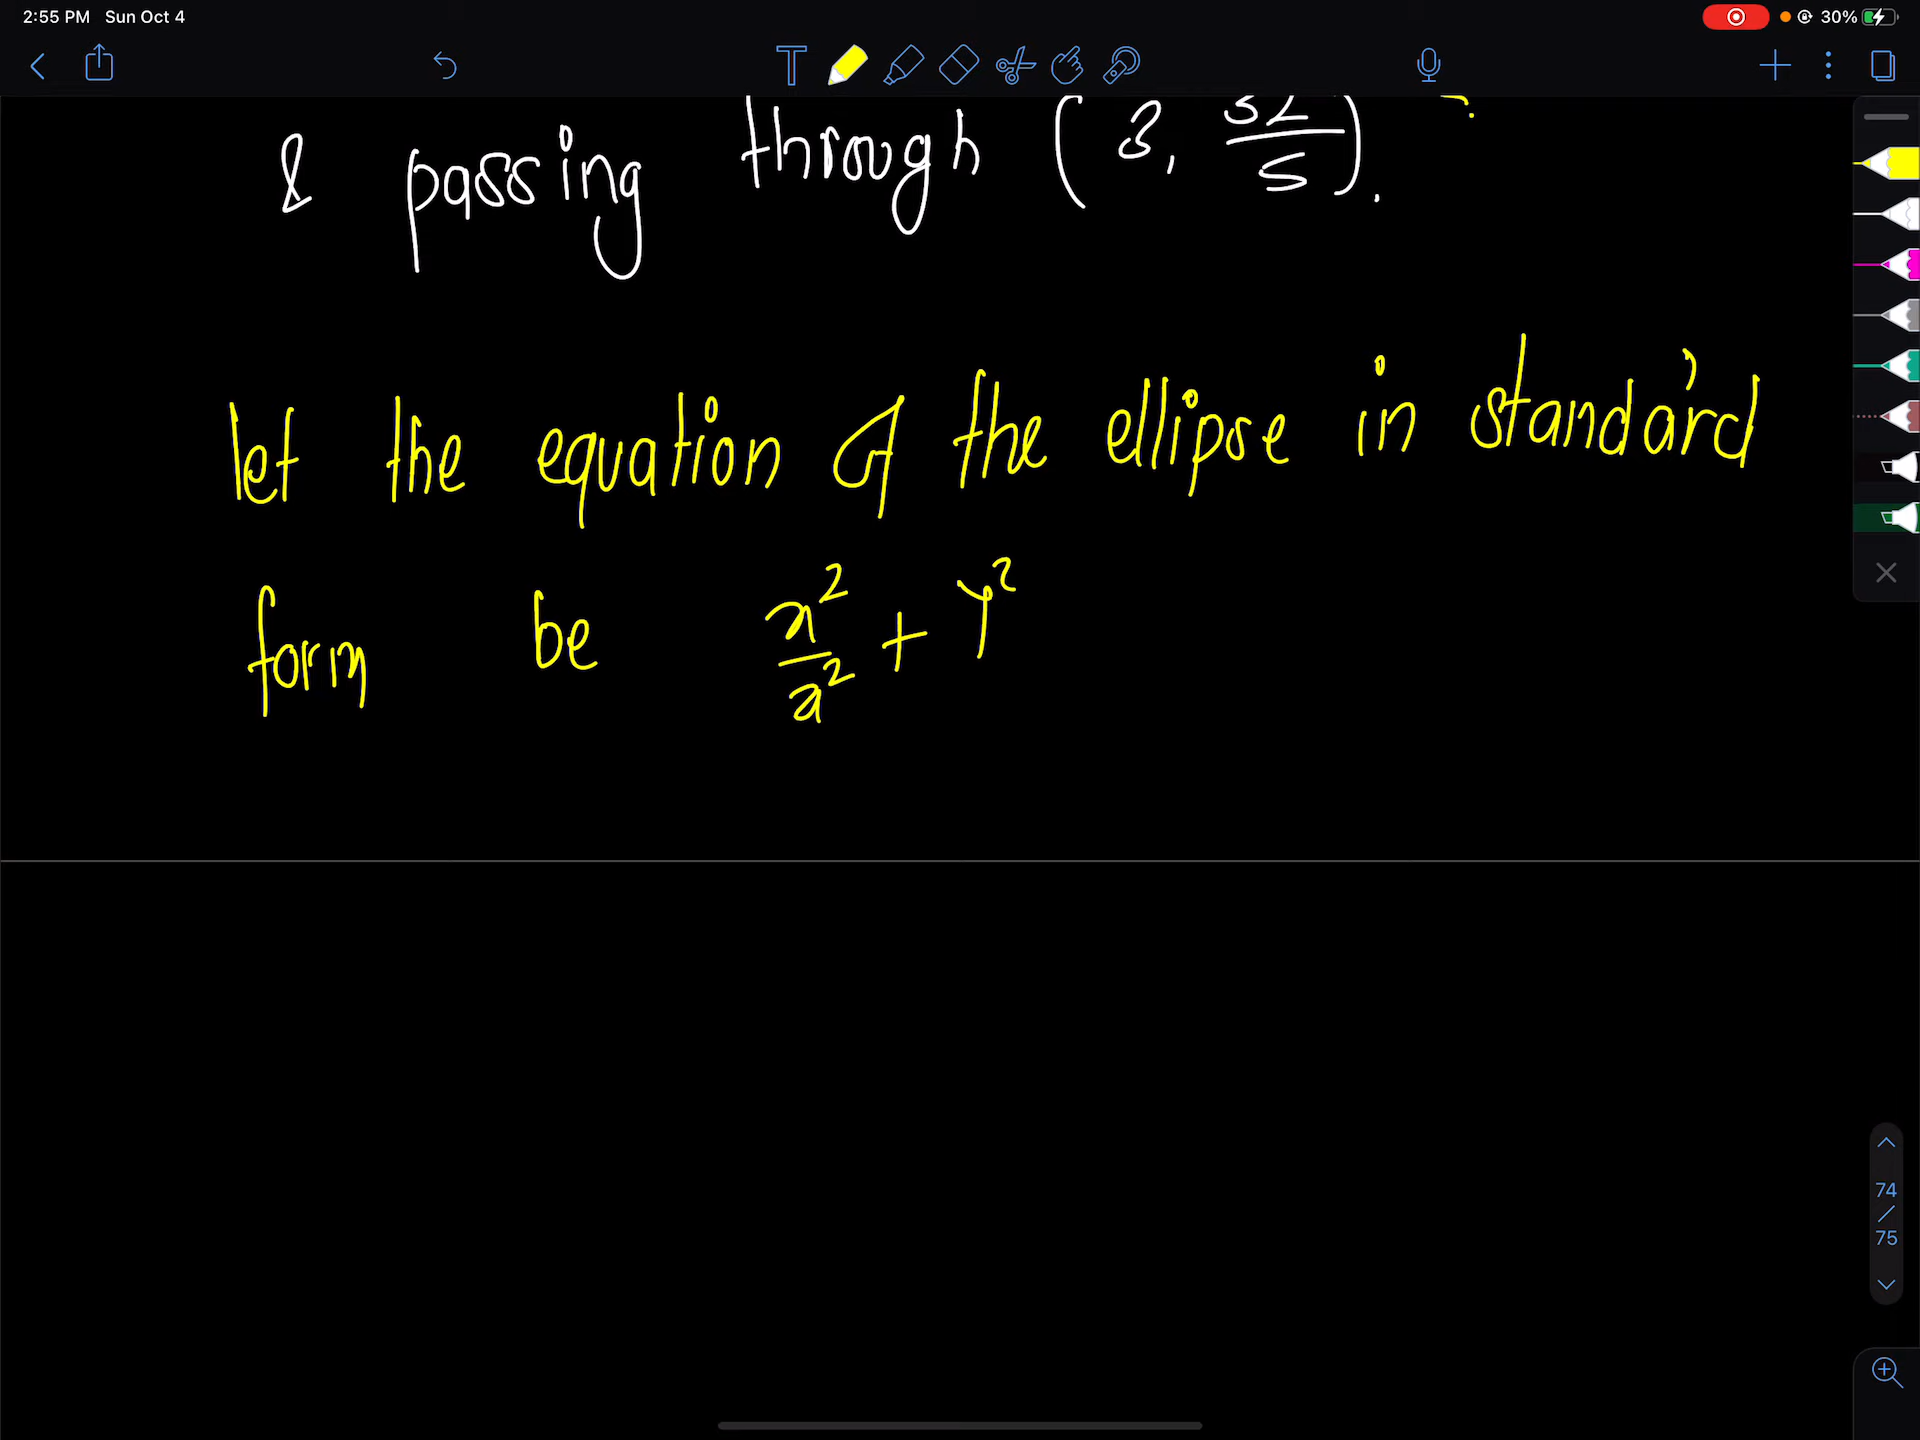 2:55 PM Sun Oct 4
30%
& passing through (3, 32/5).
let the equation of the ellipse in standard
form be x²/a² + y²
74
/
75